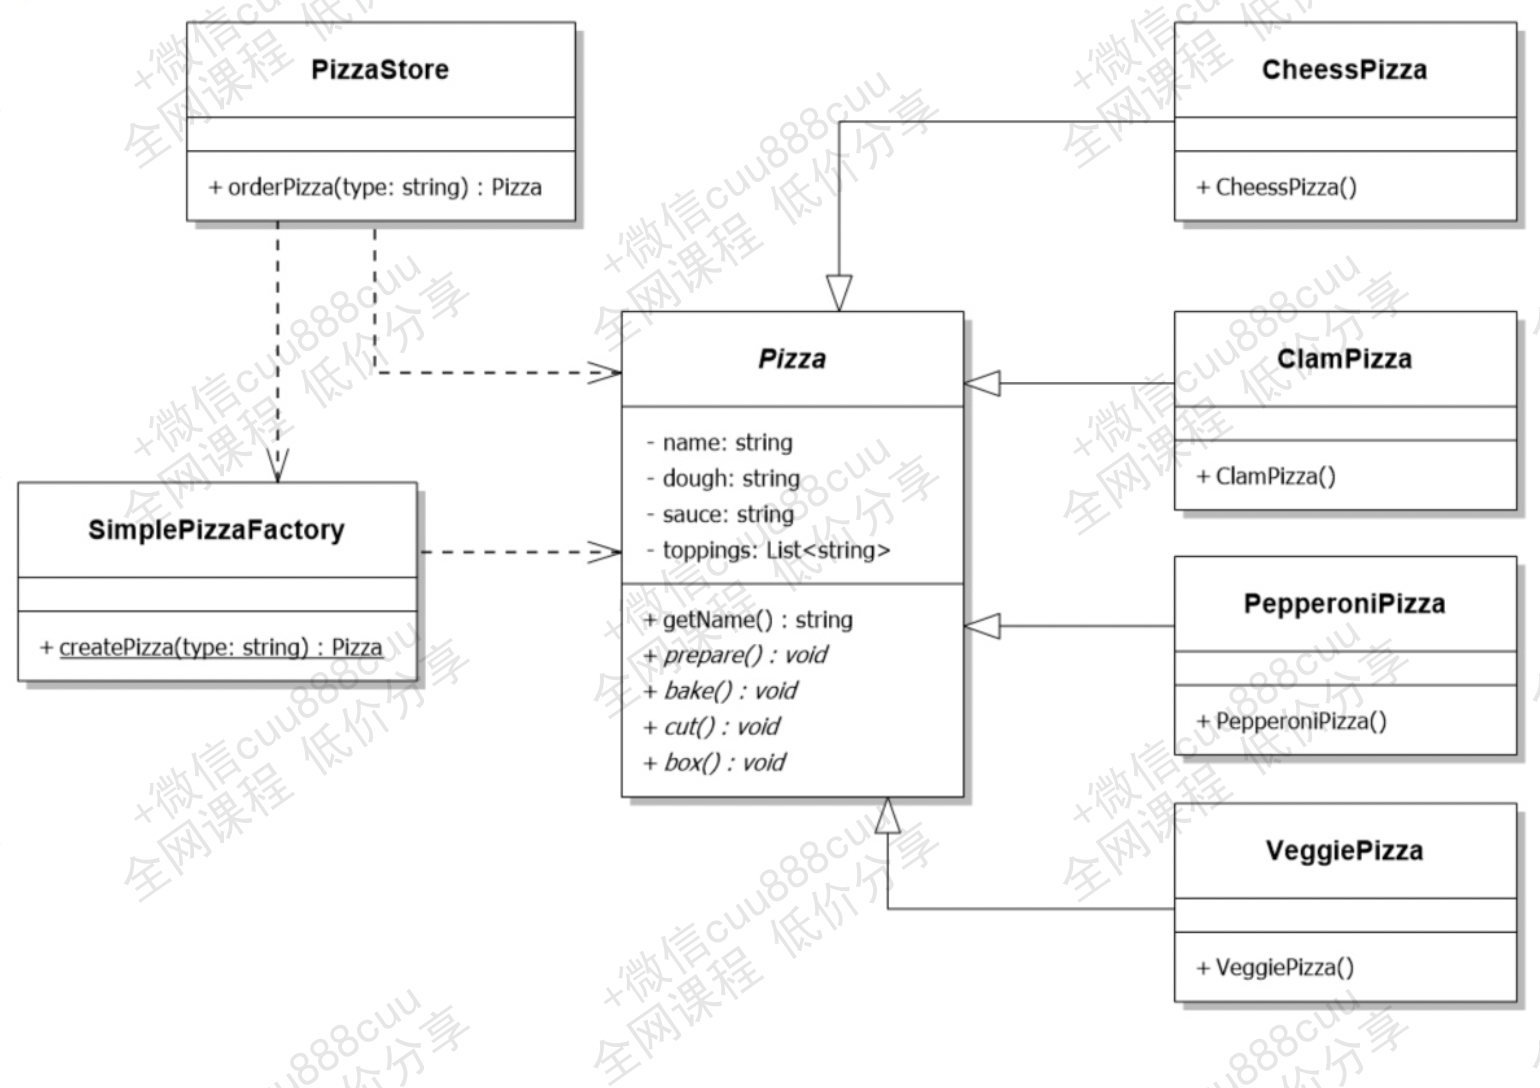 PizzaStore
+ orderPizza(type: string) : Pizza
SimplePizzaFactory
+ createPizza(type: string) : Pizza
Pizza
- name: string
- dough: string
- sauce: string
- toppings: List<string>
+ getName() : string
+ prepare() : void
+ bake() : void
+ cut() : void
+ box() : void
CheessPizza
+ CheessPizza()
ClamPizza
+ ClamPizza()
PepperoniPizza
+ PepperoniPizza()
VeggiePizza
+ VeggiePizza()
+微信cuu888cuu
全网课程 低价分享